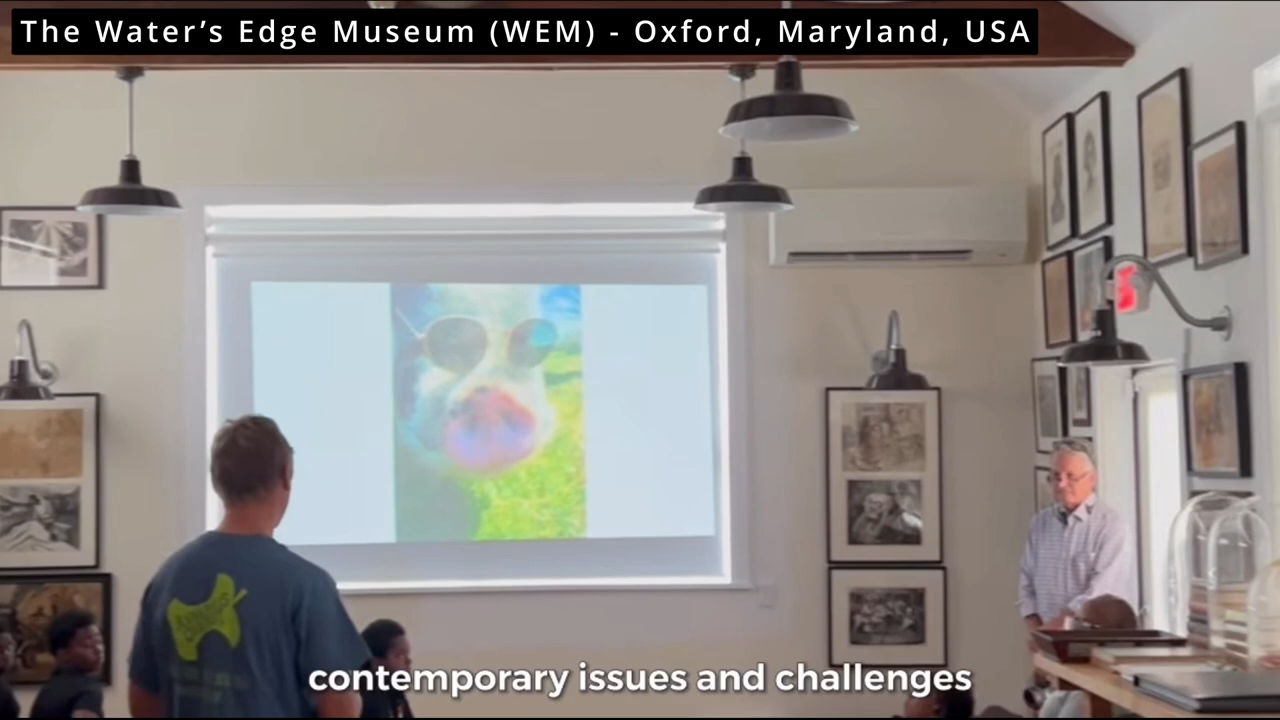 The Water’s Edge Museum (WEM) - Oxford, Maryland, USA
contemporary issues and challenges